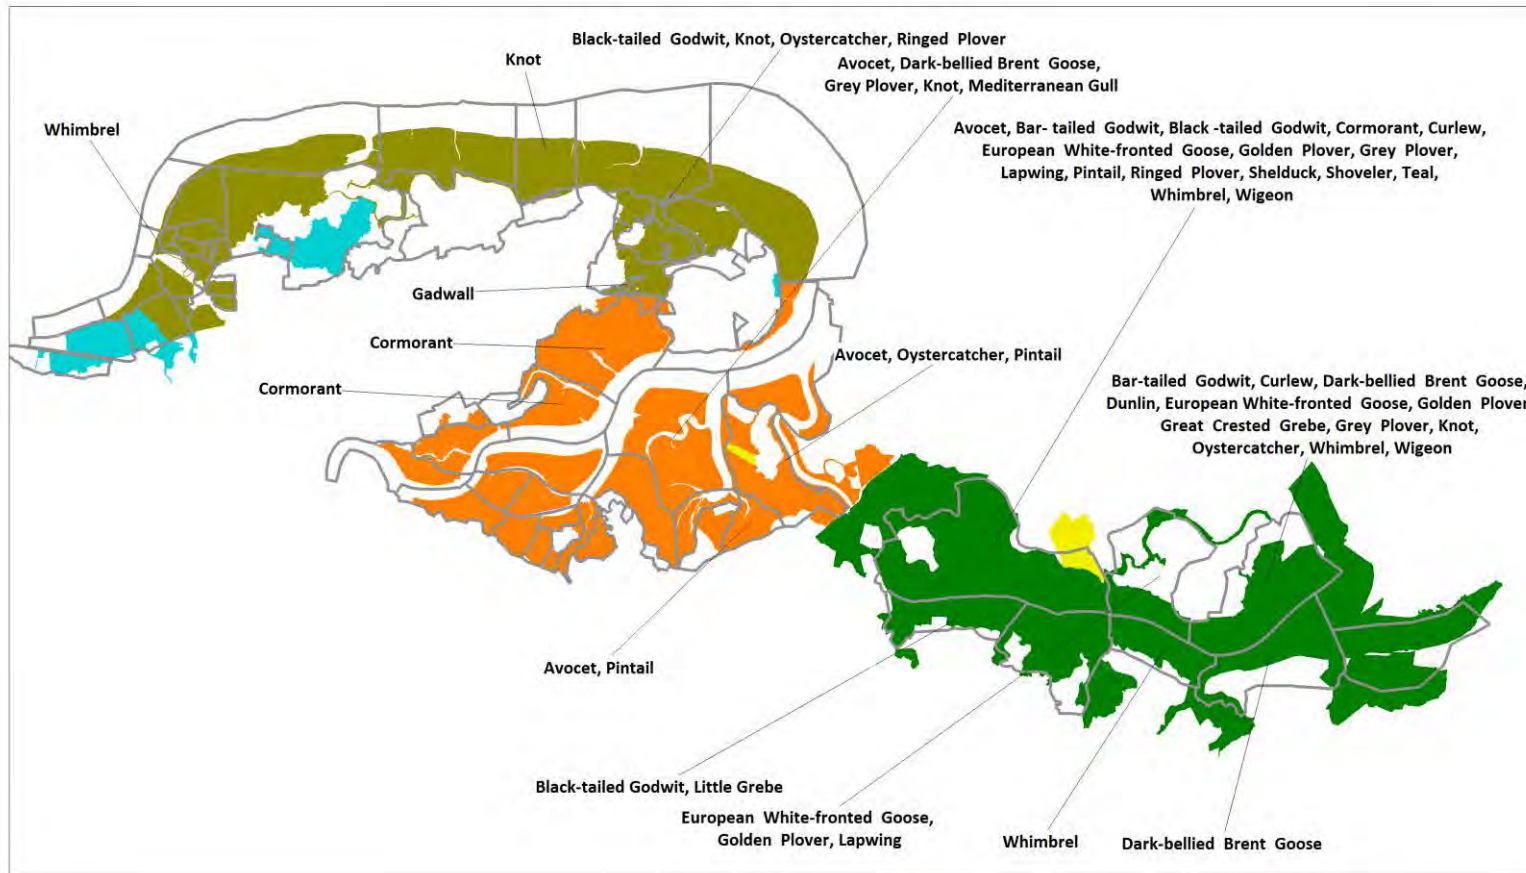 Black-tailed Godwit, Knot, Oystercatcher, Ringed Plover
Knot
Avocet, Dark-bellied Brent Goose,
Grey Plover, Knot, Mediterranean Gull
Whimbrel
Avocet, Bar- tailed Godwit, Black -tailed Godwit, Cormorant, Curlew,
European White-fronted Goose, Golden Plover, Grey Plover,
Lapwing, Pintail, Ringed Plover, Shelduck, Shoveler, Teal,
Whimbrel, Wigeon
Gadwall
Cormorant
Avocet, Oystercatcher, Pintail
Cormorant
Bar-tailed Godwit, Curlew, Dark-bellied Brent Goose,
Dunlin, European White-fronted Goose, Golden Plover
Great Crested Grebe, Grey Plover, Knot,
Oystercatcher, Whimbrel, Wigeon
Avocet, Pintail
Black-tailed Godwit, Little Grebe
European White-fronted Goose,
Golden Plover, Lapwing
Whimbrel
Dark-bellied Brent Goose